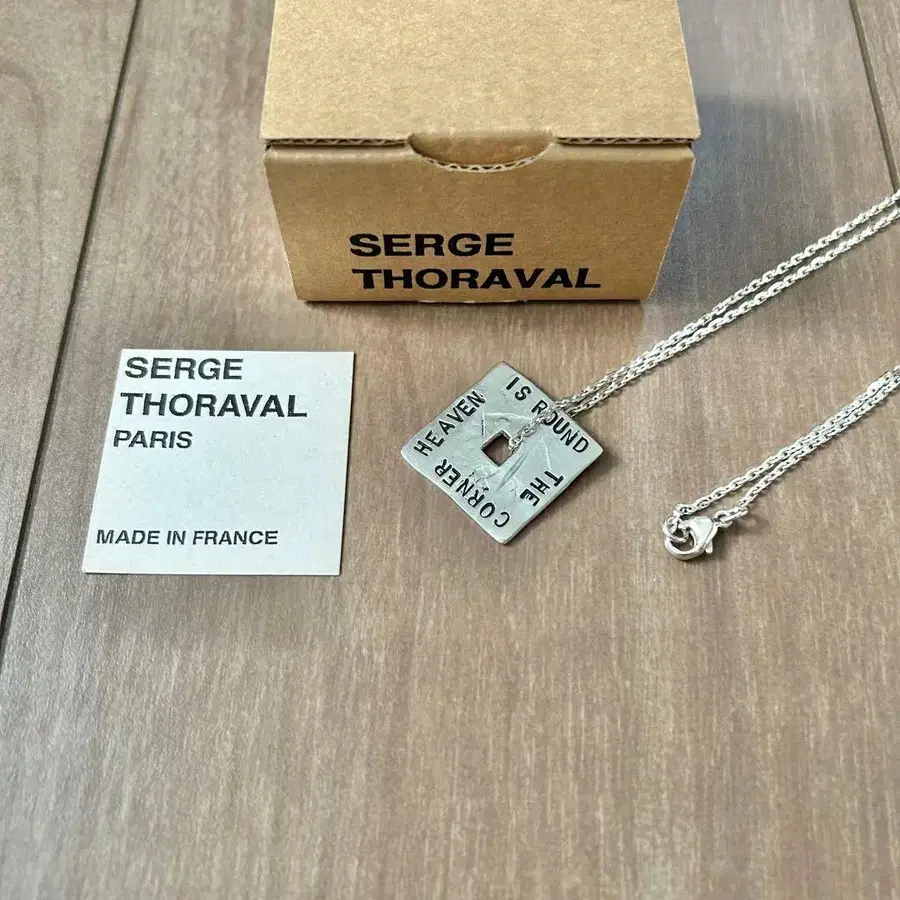 SERGE
THORAVAL
SERGE
THORAVAL
PARIS
MADE IN FRANCE
HEAVEN
IS ROUND
THE
CORNER